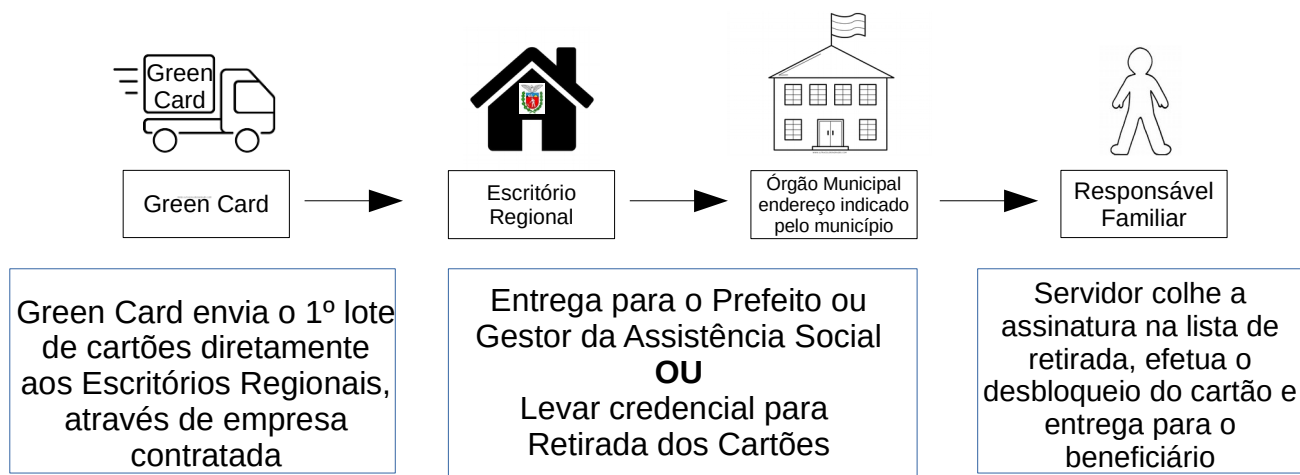 Green
Card
Green Card
Escritório
Regional
Órgão Municipal
endereço indicado
pelo município
Responsável
Familiar
Green Card envia o 1º lote
de cartões diretamente
aos Escritórios Regionais,
através de empresa
contratada
Entrega para o Prefeito ou
Gestor da Assistência Social
OU
Levar credencial para
Retirada dos Cartões
Servidor colhe a
assinatura na lista de
retirada, efetua o
desbloqueio do cartão e
entrega para o
beneficiário